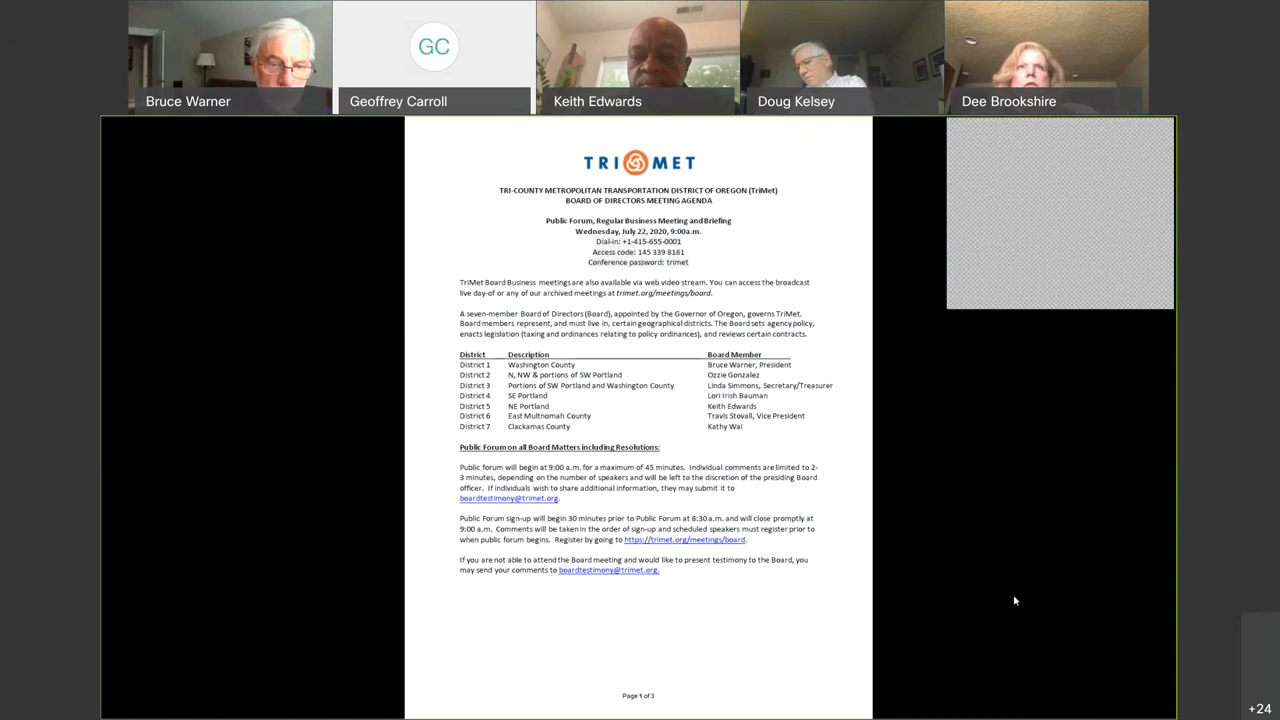 GC
Bruce Warner
Geoffrey Carroll
Keith Edwards
Doug Kelsey
Dee Brookshire
TRI MET
TRI-COUNTY METROPOLITAN TRANSPORTATION DISTRICT OF OREGON (TriMet)
BOARD OF DIRECTORS MEETING AGENDA
Public Forum, Regular Business Meeting and Briefing
Wednesday, July 22, 2020, 9:00a.m.
Dial-in: +1-415-655-0001
Access code: 145 339 8181
Conference password: trimet
TriMet Board Business meetings are also available via web video stream. You can access the broadcast
live day-of or any of our archived meetings at trimet.org/meetings/board.
A seven-member Board of Directors (Board), appointed by the Governor of Oregon, governs TriMet.
Board members represent, and must live in, certain geographical districts. The Board sets agency policy,
enacts legislation (taxing and ordinances relating to policy ordinances), and reviews certain contracts.
District Description Board Member
District 1 Washington County Bruce Warner, President
District 2 N, NW & portions of SW Portland Ozzie Gonzalez
District 3 Portions of SW Portland and Washington County Linda Simmons, Secretary/Treasurer
District 4 SE Portland Lori Irish Bauman
District 5 NE Portland Keith Edwards
District 6 East Multnomah County Travis Stovall, Vice President
District 7 Clackamas County Kathy Wai
Public Forum on all Board Matters including Resolutions:
Public forum will begin at 9:00 a.m. for a maximum of 45 minutes. Individual comments are limited to 2-
3 minutes, depending on the number of speakers and will be left to the discretion of the presiding Board
officer. If individuals wish to share additional information, they may submit it to
boardtestimony@trimet.org.
Public Forum sign-up will begin 30 minutes prior to Public Forum at 8:30 a.m. and will close promptly at
9:00 a.m. Comments will be taken in the order of sign-up and scheduled speakers must register prior to
when public forum begins. Register by going to https://trimet.org/meetings/board.
If you are not able to attend the Board meeting and would like to present testimony to the Board, you
may send your comments to boardtestimony@trimet.org.
Page 1 of 3
+24